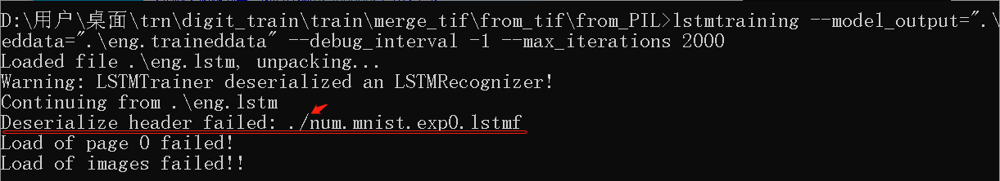 D:\用户\桌面\trn\digit_train\train\merge_tif\from_tif\from_PIL>lstmtraining --model_output=".\
eddata=".\eng.traineddata" --debug_interval -1 --max_iterations 2000
Loaded file .\eng.lstm, unpacking...
Warning: LSTMTrainer deserialized an LSTMRecognizer!
Continuing from .\eng.lstm
Deserialize header failed: ./num.mnist.exp0.lstmf
Load of page 0 failed!
Load of images failed!!